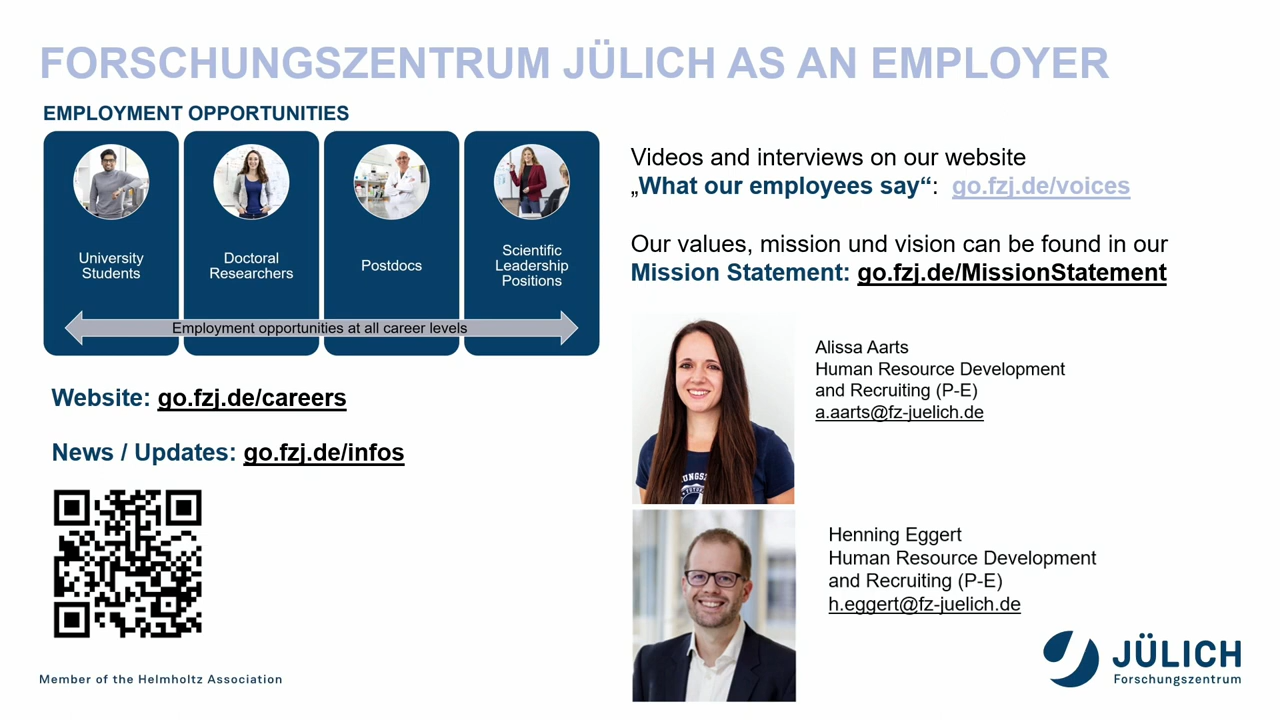 FORSCHUNGSZENTRUM JÜLICH AS AN EMPLOYER
EMPLOYMENT OPPORTUNITIES
University
Students
Doctoral
Researchers
Postdocs
Scientific
Leadership
Positions
Employment opportunities at all career levels
Website: go.fzj.de/careers
News / Updates: go.fzj.de/infos
Videos and interviews on our website
„What our employees say“: go.fzj.de/voices
Our values, mission und vision can be found in our
Mission Statement: go.fzj.de/MissionStatement
Alissa Aarts
Human Resource Development
and Recruiting (P-E)
a.aarts@fz-juelich.de
Henning Eggert
Human Resource Development
and Recruiting (P-E)
h.eggert@fz-juelich.de
Member of the Helmholtz Association
JÜLICH
Forschungszentrum